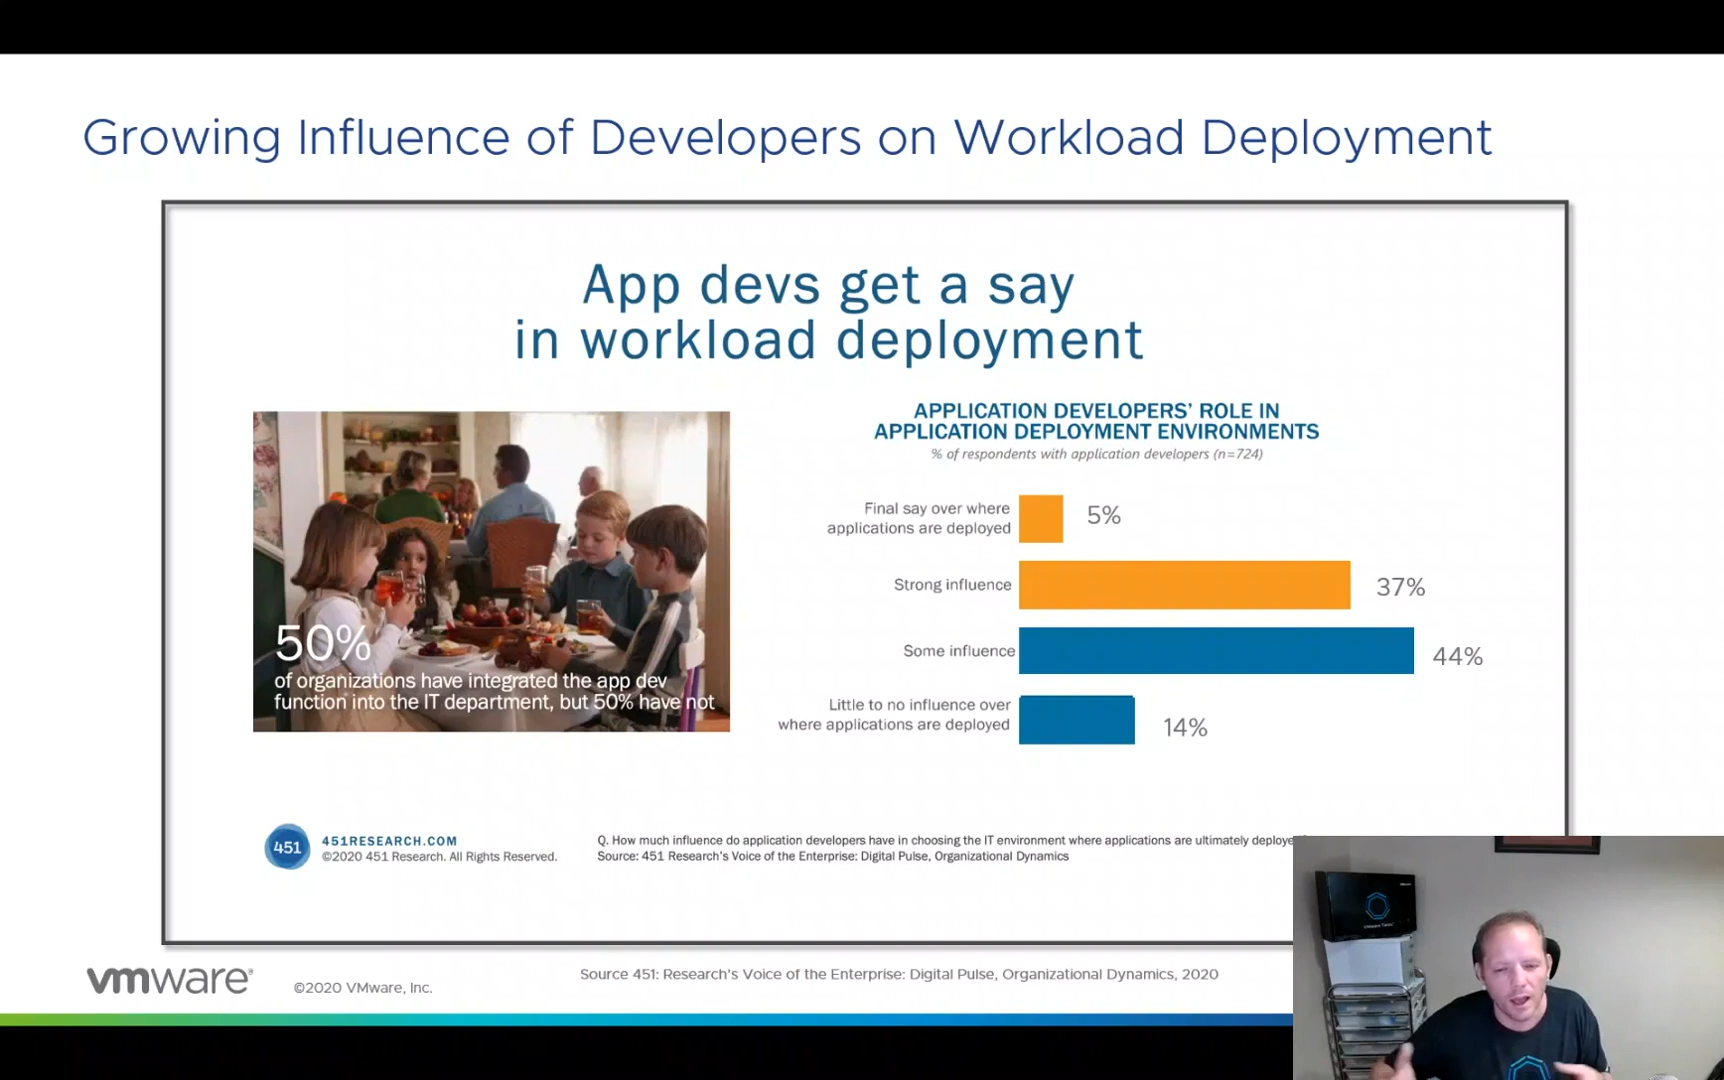 Growing Influence of Developers on Workload Deployment
App devs get a say
in workload deployment
50%
of organizations have integrated the app dev
function into the IT department, but 50% have not
APPLICATION DEVELOPERS' ROLE IN
APPLICATION DEPLOYMENT ENVIRONMENTS
% of respondents with application developers (n=724)
Final say over where
applications are deployed
5%
Strong influence
37%
Some influence
44%
Little to no influence over
where applications are deployed
14%
451
451RESEARCH.COM
©2020 451 Research. All Rights Reserved.
Q. How much influence do application developers have in choosing the IT environment where applications are ultimately
Source: 451 Research's Voice of the Enterprise: Digital Pulse, Organizational Dynamics
vmware®
©2020 VMware, Inc.
Source 451: Research's Voice of the Enterprise: Digital Pulse, Organizational Dynamics, 2020